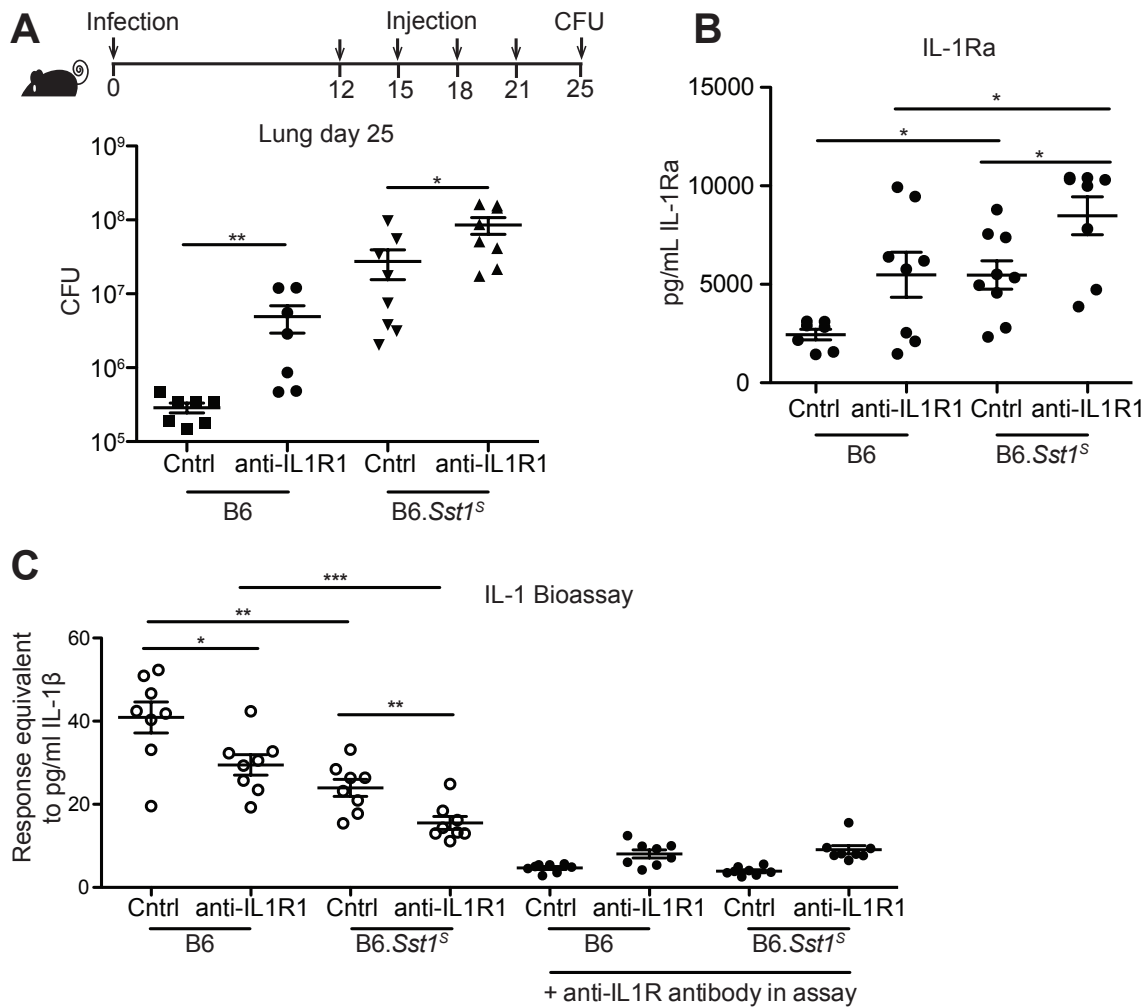 A
Infection Injection CFU
0 12 15 18 21 25
Lung day 25
CFU
10⁹
10⁸
10⁷
10⁶
10⁵
**
*
Cntrl anti-IL1R1 Cntrl anti-IL1R1
B6 B6.Sst1ˢ
B
IL-1Ra
pg/mL IL-1Ra
15000
10000
5000
0
*
*
*
Cntrl anti-IL1R1 Cntrl anti-IL1R1
B6 B6.Sst1ˢ
C
IL-1 Bioassay
Response equivalent
to pg/ml IL-1β
60
40
20
0
***
**
*
**
Cntrl anti-IL1R1 Cntrl anti-IL1R1 Cntrl anti-IL1R1 Cntrl anti-IL1R1
B6 B6.Sst1ˢ B6 B6.Sst1ˢ
+ anti-IL1R antibody in assay